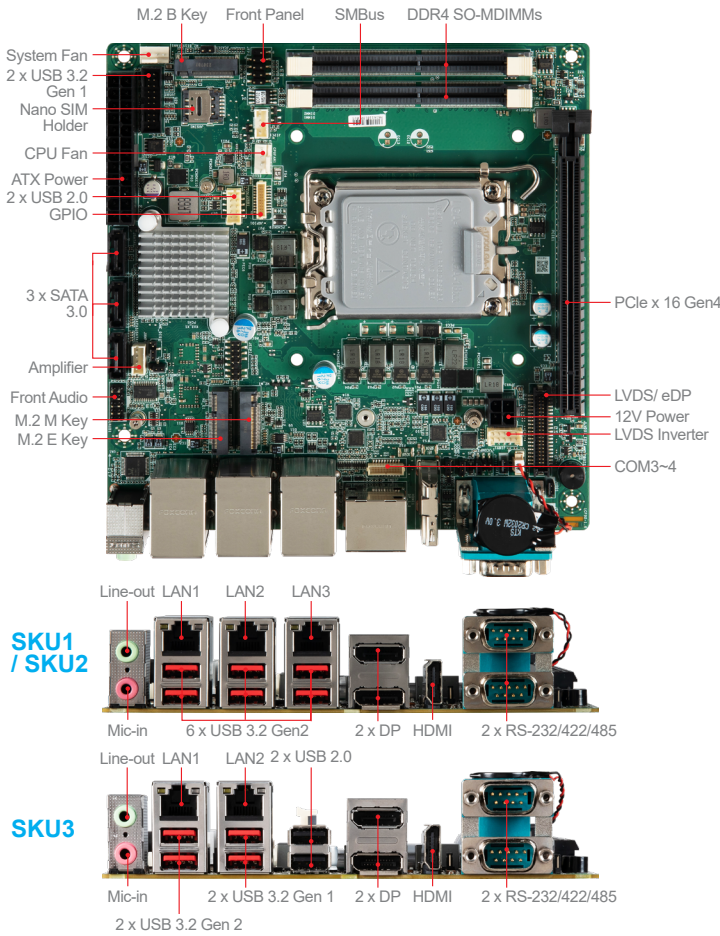 M.2 B Key
Front Panel
SMBus
DDR4 SO-MDIMMs
System Fan
2 x USB 3.2
Gen 1
Nano SIM
Holder
CPU Fan
ATX Power
2 x USB 2.0
GPIO
3 x SATA
3.0
PCIe x 16 Gen4
Amplifier
Front Audio
M.2 M Key
M.2 E Key
LVDS/ eDP
12V Power
LVDS Inverter
COM3~4
KTS
CR2032W 3.0V
Line-out
LAN1
LAN2
LAN3
SKU1
/ SKU2
Mic-in
6 x USB 3.2 Gen2
2 x DP
HDMI
2 x RS-232/422/485
Line-out
LAN1
LAN2
2 x USB 2.0
SKU3
Mic-in
2 x USB 3.2 Gen 1
2 x DP
HDMI
2 x RS-232/422/485
2 x USB 3.2 Gen 2